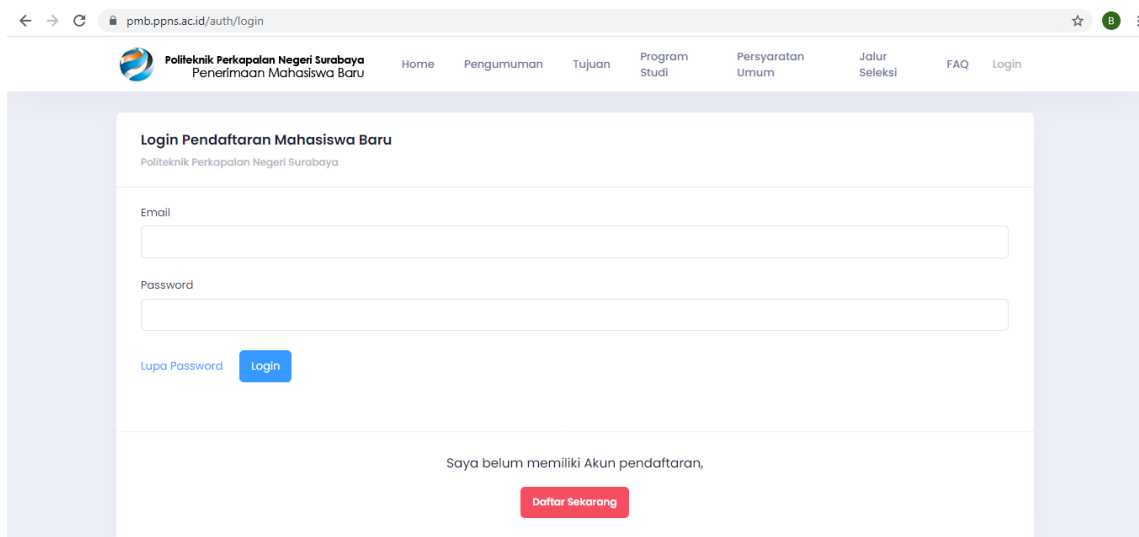 pmb.ppns.ac.id/auth/login
B
Politeknik Perkapalan Negeri Surabaya
Penerimaan Mahasiswa Baru
Home
Pengumuman
Tujuan
Program
Studi
Persyaratan
Umum
Jalur
Seleksi
FAQ
Login
Login Pendaftaran Mahasiswa Baru
Politeknik Perkapalan Negeri Surabaya
Email
Password
Lupa Password
Login
Saya belum memiliki Akun pendaftaran,
Daftar Sekarang